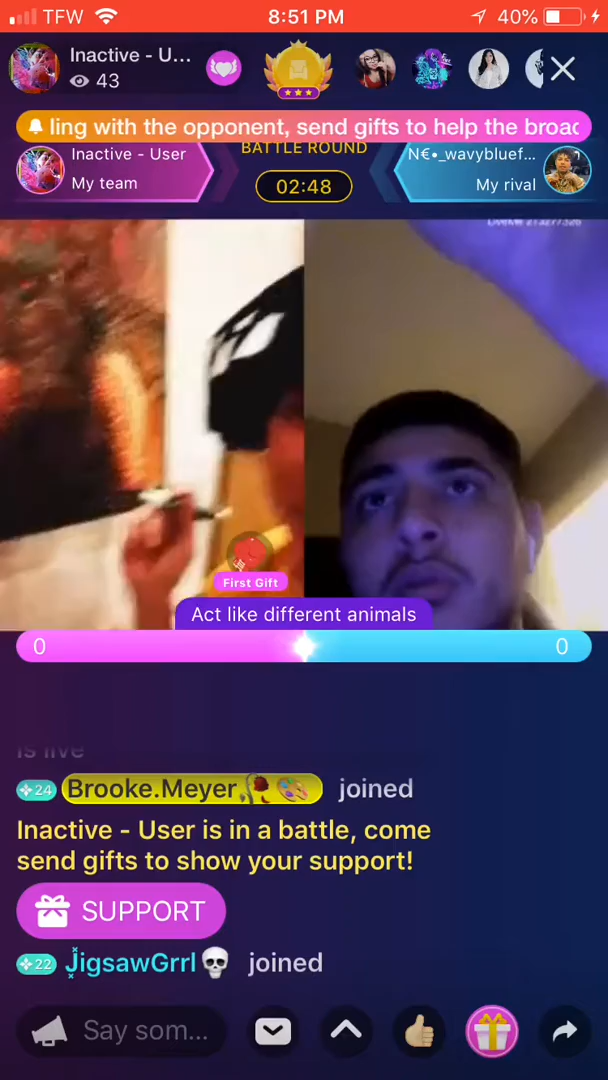 TFW
8:51 PM
40%
Inactive - U...
43
ling with the opponent, send gifts to help the broad
BATTLE ROUND
Inactive - User
My team
02:48
N€•_wavybluef...
My rival
First Gift
Act like different animals
0
0
is live
24 Brooke.Meyer🥀🎨 joined
Inactive - User is in a battle, come
send gifts to show your support!
SUPPORT
22 JigsawGrrl💀 joined
Say som...